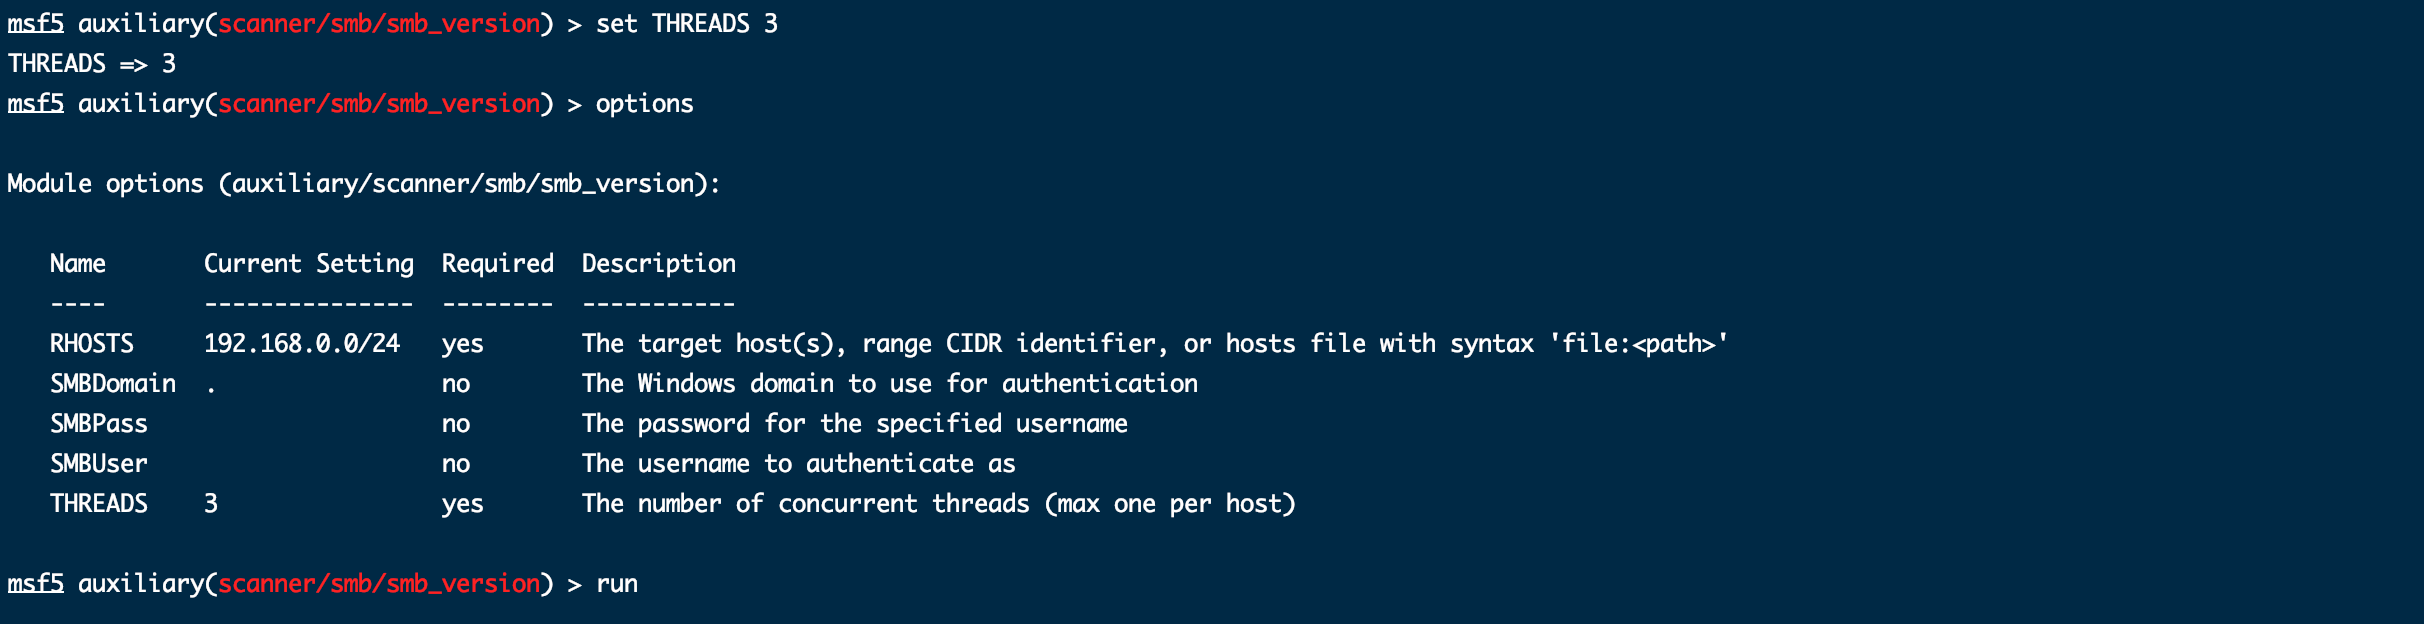 msf5 auxiliary(scanner/smb/smb_version) > set THREADS 3
THREADS => 3
msf5 auxiliary(scanner/smb/smb_version) > options
Module options (auxiliary/scanner/smb/smb_version):
Name       Current Setting  Required  Description
----       ---------------  --------  -----------
RHOSTS     192.168.0.0/24   yes       The target host(s), range CIDR identifier, or hosts file with syntax 'file:<path>'
SMBDomain  .                no        The Windows domain to use for authentication
SMBPass                     no        The password for the specified username
SMBUser                     no        The username to authenticate as
THREADS    3                yes       The number of concurrent threads (max one per host)
msf5 auxiliary(scanner/smb/smb_version) > run